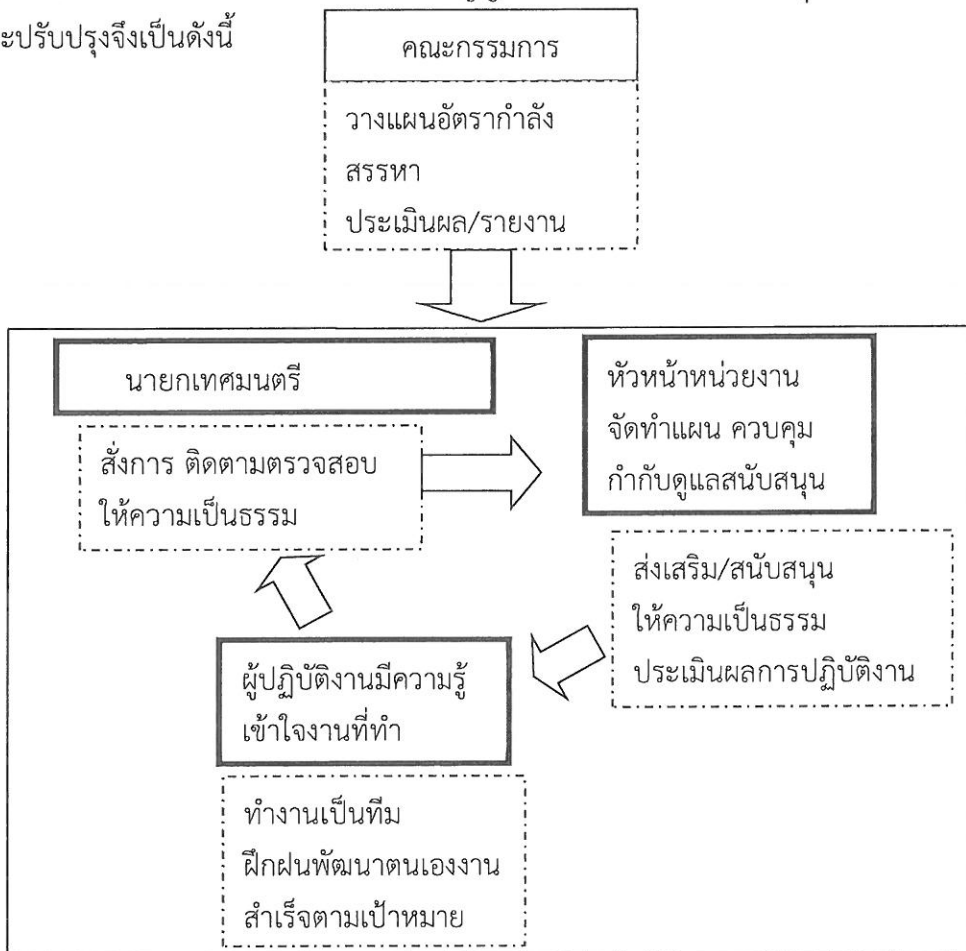 ะปรับปรุงจึงเป็นดังนี้
คณะกรรมการ
วางแผนอัตรากำลัง
สรรหา
ประเมินผล/รายงาน
นายกเทศมนตรี
สั่งการ ติดตามตรวจสอบ
ให้ความเป็นธรรม
หัวหน้าหน่วยงาน
จัดทำแผน ควบคุม
กำกับดูแลสนับสนุน
ส่งเสริม/สนับสนุน
ให้ความเป็นธรรม
ประเมินผลการปฏิบัติงาน
ผู้ปฏิบัติงานมีความรู้
เข้าใจงานที่ทำ
ทำงานเป็นทีม
ฝึกฝนพัฒนาตนเองงาน
สำเร็จตามเป้าหมาย